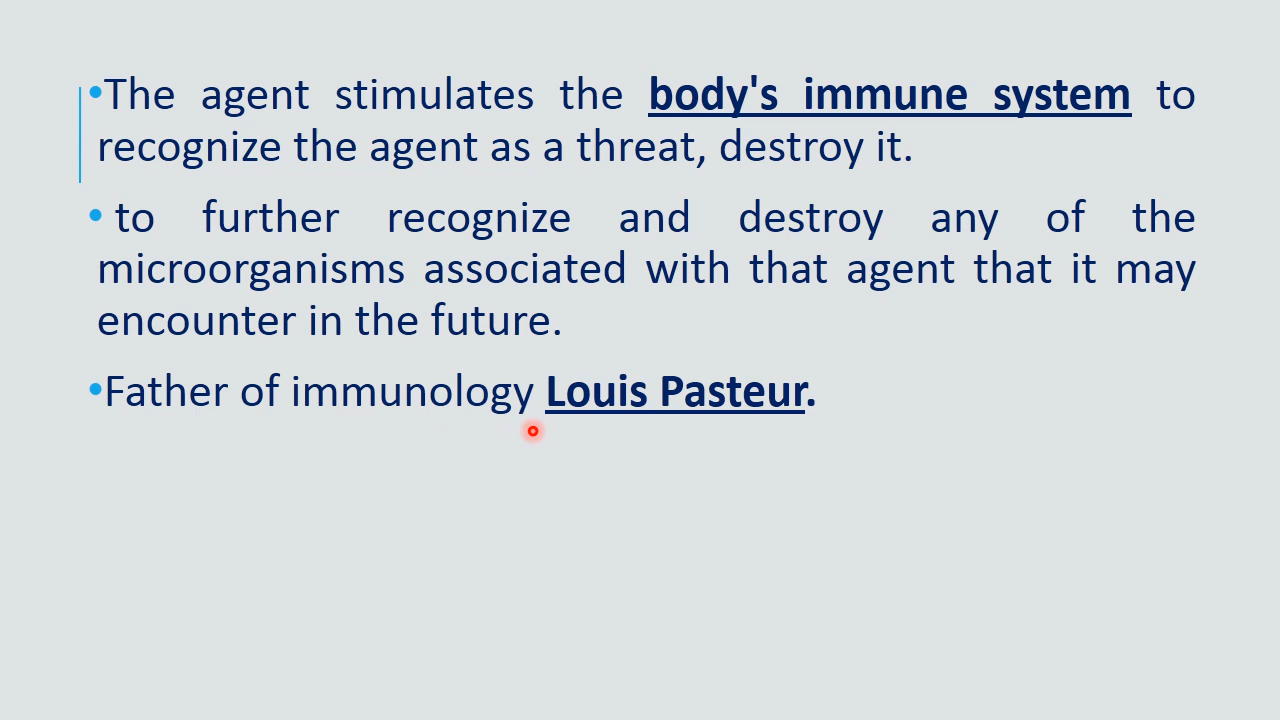 •The agent stimulates the body's immune system to
recognize the agent as a threat, destroy it.
• to further recognize and destroy any of the
microorganisms associated with that agent that it may
encounter in the future.
•Father of immunology Louis Pasteur.